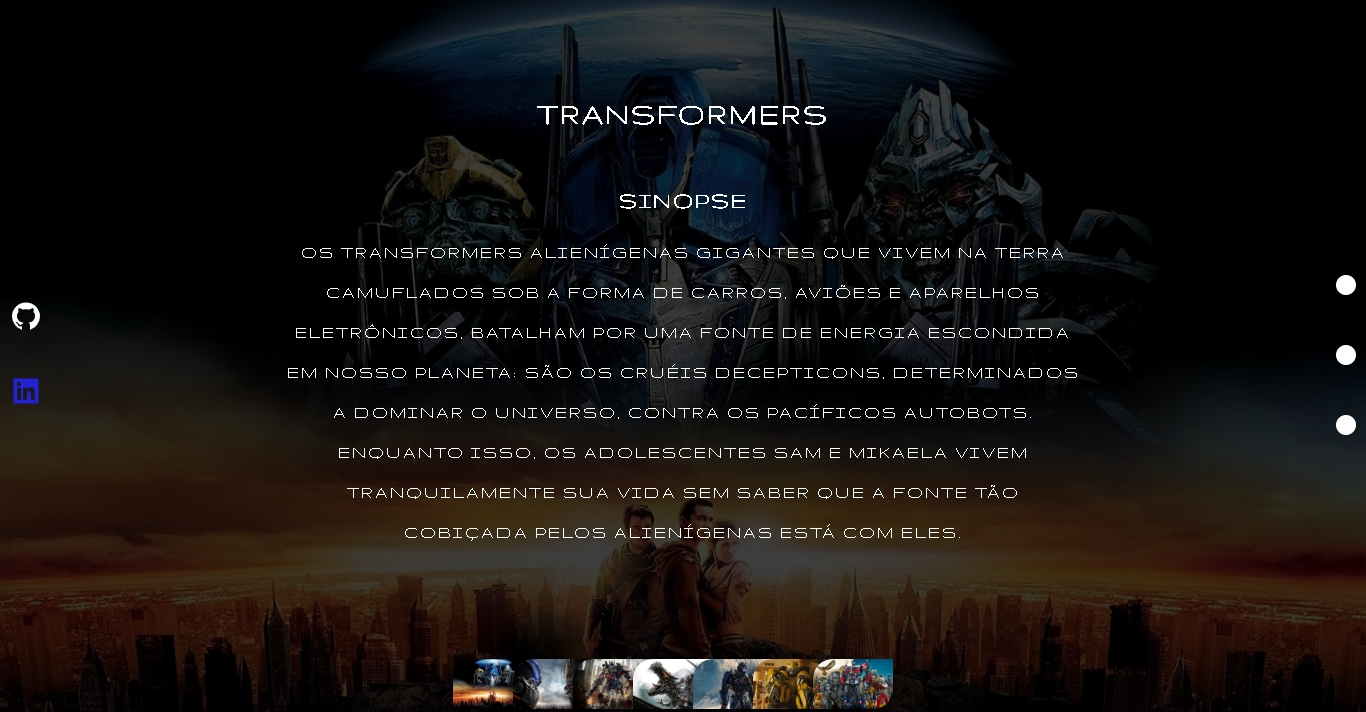 TRANSFORMERS
SINOPSE
OS TRANSFORMERS ALIENÍGENAS GIGANTES QUE VIVEM NA TERRA
CAMUFLADOS SOB A FORMA DE CARROS, AVIÕES E APARELHOS
ELETRÔNICOS, BATALHAM POR UMA FONTE DE ENERGIA ESCONDIDA
EM NOSSO PLANETA: SÃO OS CRUÉIS DECEPTICONS, DETERMINADOS
A DOMINAR O UNIVERSO, CONTRA OS PACÍFICOS AUTOBOTS.
ENQUANTO ISSO, OS ADOLESCENTES SAM E MIKAELA VIVEM
TRANQUILAMENTE SUA VIDA SEM SABER QUE A FONTE TÃO
COBIÇADA PELOS ALIENÍGENAS ESTÁ COM ELES.
in